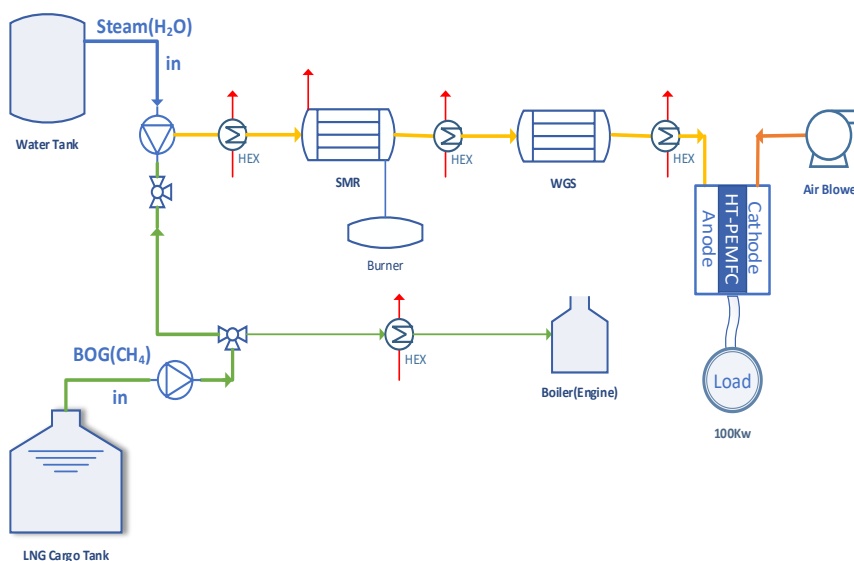 Steam(H₂O)
in
Water Tank
HEX
SMR
HEX
WGS
HEX
Air Blowe
Burner
Anode
HT-PEMFC
Cathode
BOG(CH₄)
in
HEX
Boiler(Engine)
Load
100Kw
LNG Cargo Tank